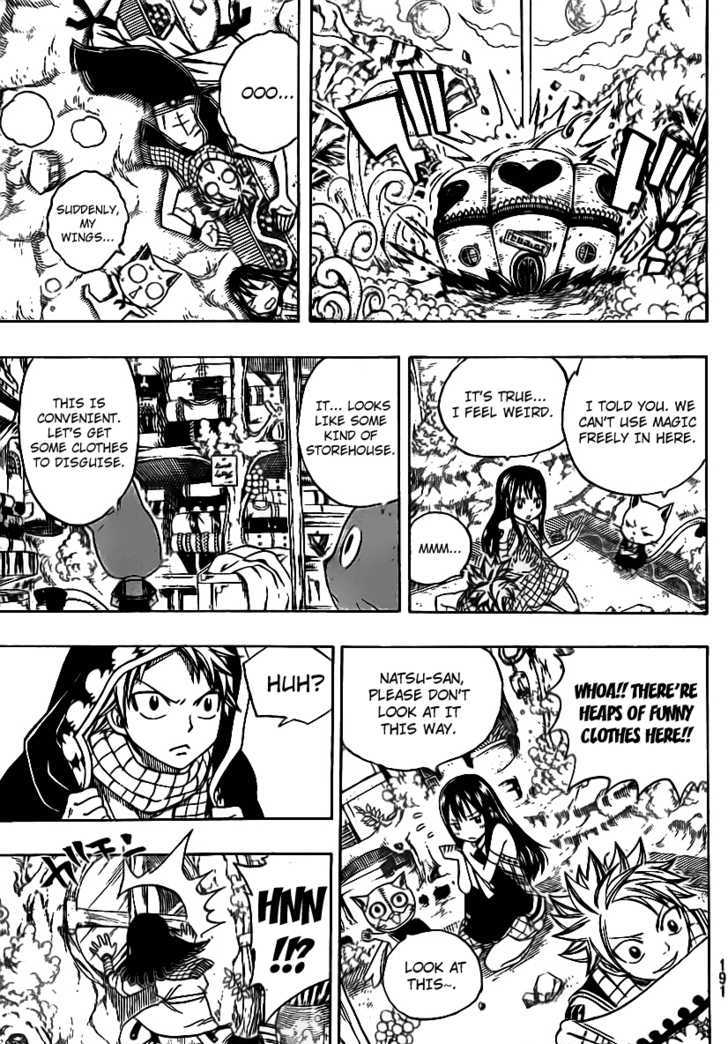 OOO...
SUDDENLY,
MY
WINGS...
I TOLD YOU. WE
CAN'T USE MAGIC
FREELY IN HERE.
IT'S TRUE...
I FEEL WEIRD.
MMM...
IT... LOOKS
LIKE SOME
KIND OF
STOREHOUSE.
THIS IS
CONVENIENT.
LET'S GET
SOME CLOTHES
TO DISGUISE.
WHOA!! THERE'RE
HEAPS OF FUNNY
CLOTHES HERE!!
NATSU-SAN,
PLEASE DON'T
LOOK AT IT
THIS WAY.
LOOK AT
THIS~.
HUH?
HNN
!!?
191